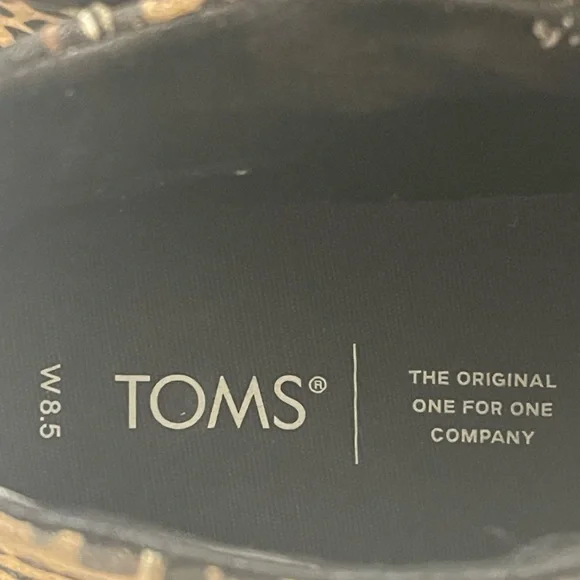 W 8.5
TOMS®
THE ORIGINAL
ONE FOR ONE
COMPANY